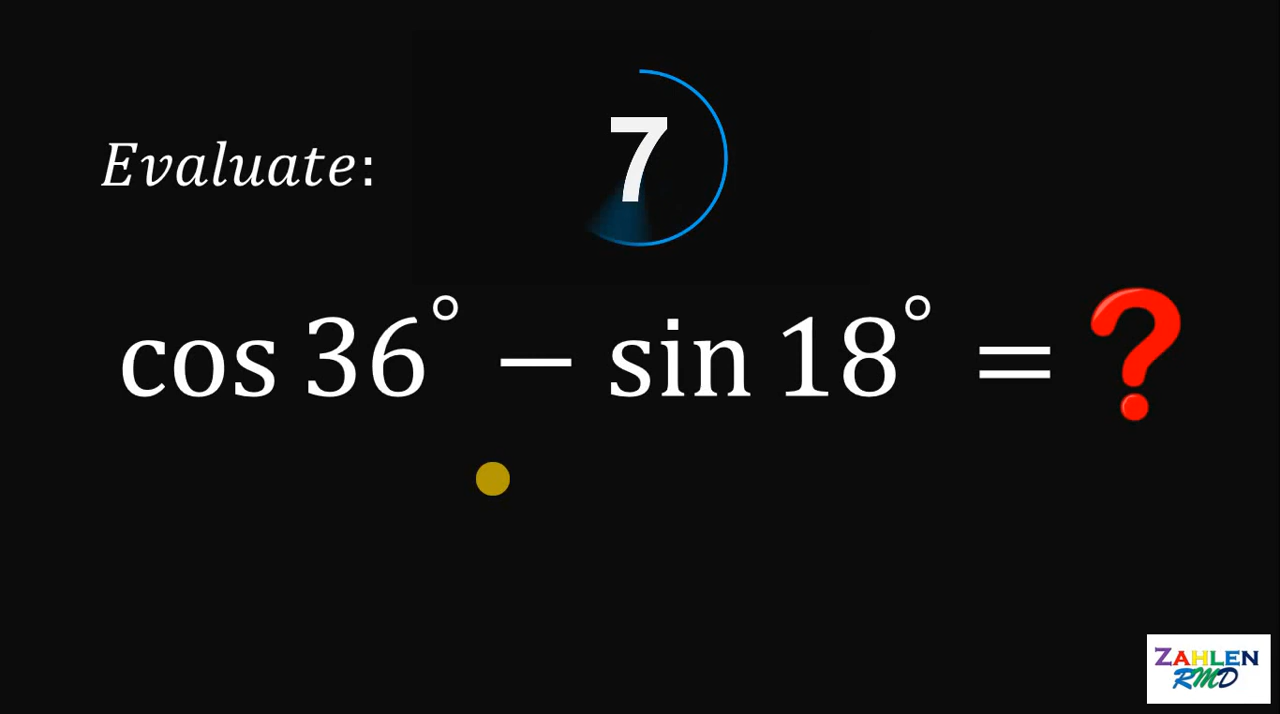 7
Evaluate:
cos 36° − sin 18° = ❓
ZAHLEN
RMD